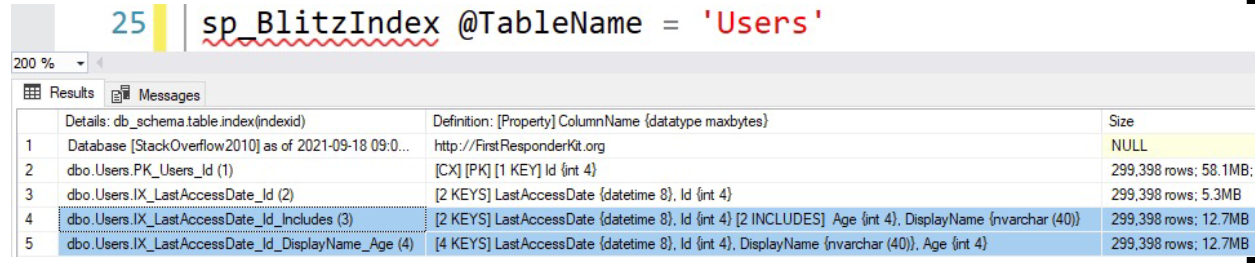 25 sp_BlitzIndex @TableName = 'Users'
200 %
Results Messages
Details: db_schema.table.index(indexid) Definition: [Property] ColumnName {datatype maxbytes} Size
1 Database [StackOverflow2010] as of 2021-09-18 09:0... http://FirstResponderKit.org NULL
2 dbo.Users.PK_Users_Id (1) [CX] [PK] [1 KEY] Id {int 4} 299,398 rows; 58.1MB;
3 dbo.Users.IX_LastAccessDate_Id (2) [2 KEYS] LastAccessDate {datetime 8}, Id {int 4} 299,398 rows; 5.3MB
4 dbo.Users.IX_LastAccessDate_Id_Includes (3) [2 KEYS] LastAccessDate {datetime 8}, Id {int 4} [2 INCLUDES] Age {int 4}, DisplayName {nvarchar (40)} 299,398 rows; 12.7MB
5 dbo.Users.IX_LastAccessDate_Id_DisplayName_Age (4) [4 KEYS] LastAccessDate {datetime 8}, Id {int 4}, DisplayName {nvarchar (40)}, Age {int 4} 299,398 rows; 12.7MB